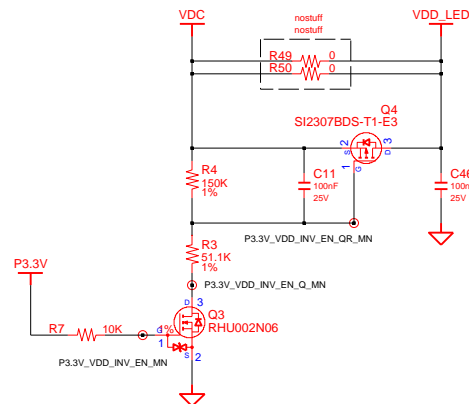 VDC
VDD_LED
nostuff
nostuff
R49
0
R50
0
Q4
SI2307BDS-T1-E3
2
3
S
D
G
1
R4
150K
1%
C11
100nF
25V
C46
25V
P3.3V_VDD_INV_EN_QR_MN
R3
51.1K
1%
P3.3V
P3.3V_VDD_INV_EN_Q_MN
D
3
Q3
RHU002N06
R7
10K
1%
G
1
S
2
P3.3V_VDD_INV_EN_MN